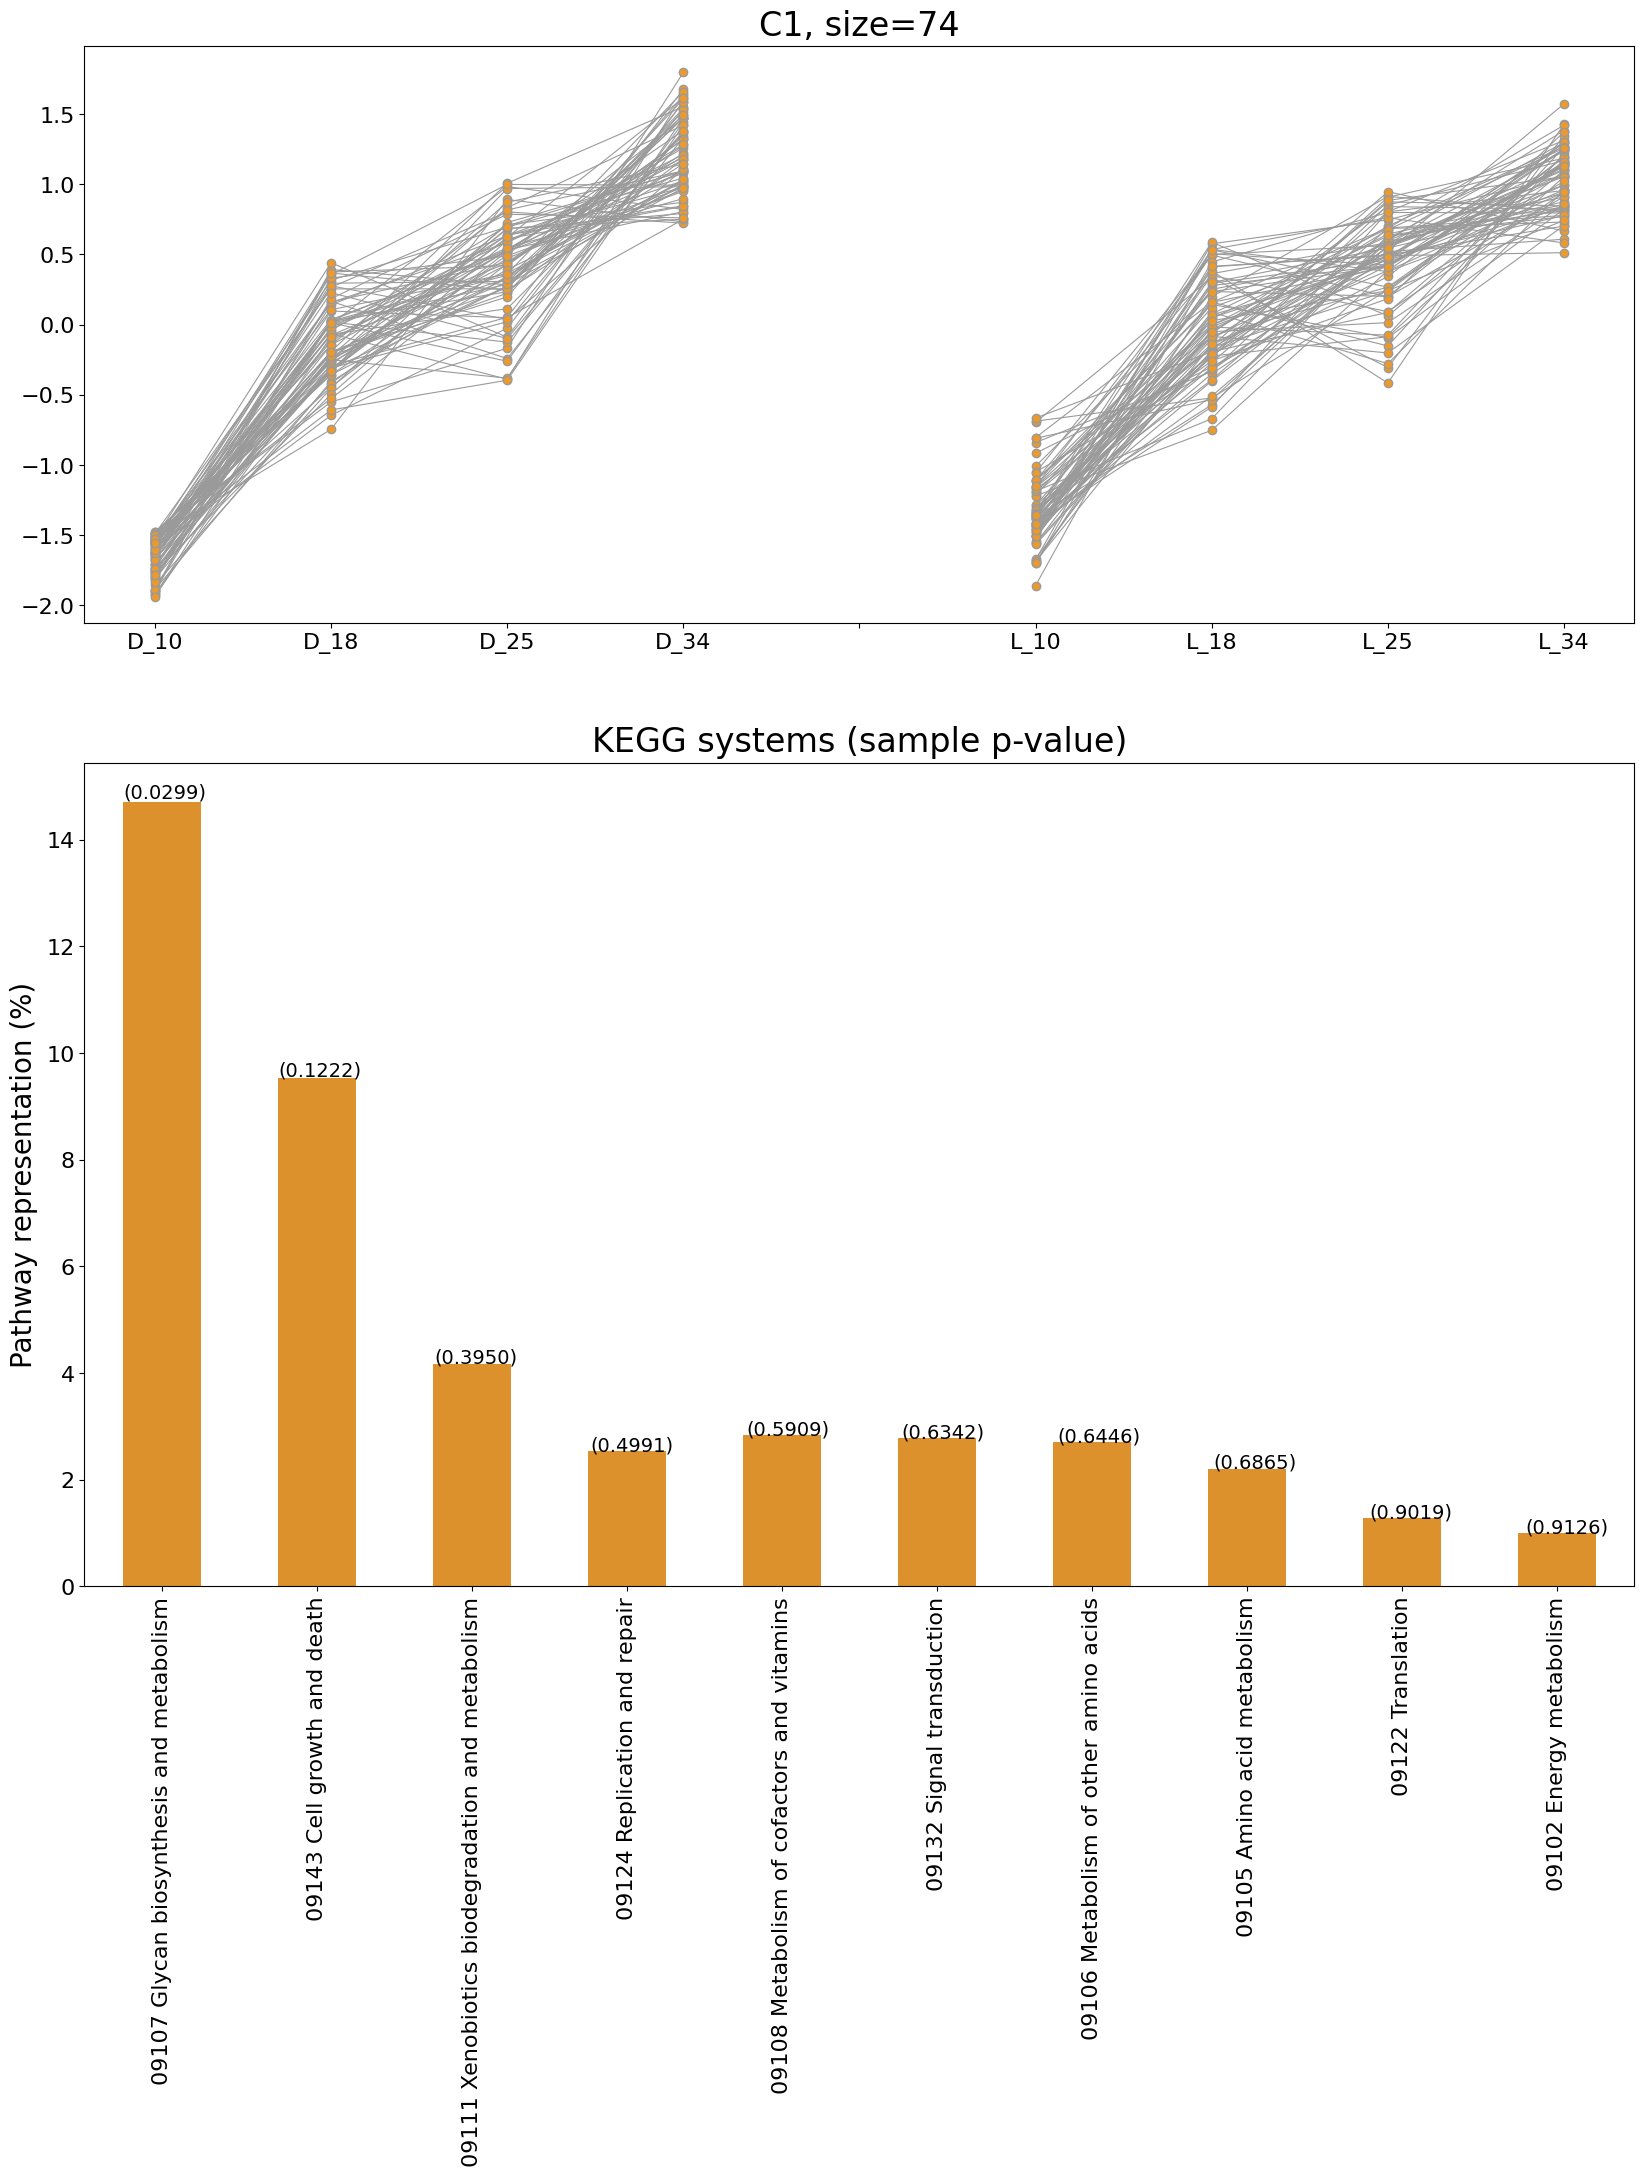 C1, size=74
1.5
1.0
0.5
0.0
−0.5
−1.0
−1.5
−2.0
D_10 D_18 D_25 D_34 L_10 L_18 L_25 L_34
KEGG systems (sample p-value)
Pathway representation (%)
14
12
10
8
6
4
2
0
(0.0299)
(0.1222)
(0.3950)
(0.4991)
(0.5909)
(0.6342)
(0.6446)
(0.6865)
(0.9019)
(0.9126)
09107 Glycan biosynthesis and metabolism
09143 Cell growth and death
09111 Xenobiotics biodegradation and metabolism
09124 Replication and repair
09108 Metabolism of cofactors and vitamins
09132 Signal transduction
09106 Metabolism of other amino acids
09105 Amino acid metabolism
09122 Translation
09102 Energy metabolism